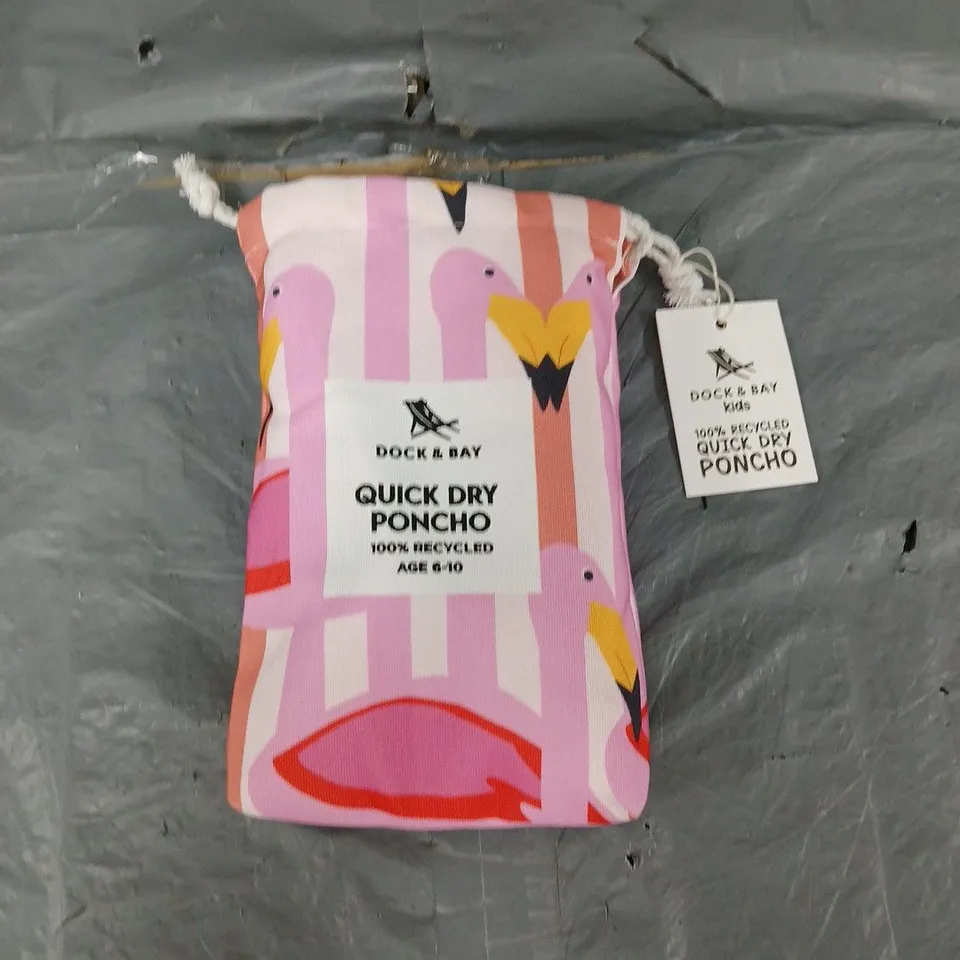 DOCK & BAY
QUICK DRY
PONCHO
100% RECYCLED
AGE 6-10
DOCK & BAY
kids
100% RECYCLED
QUICK DRY
PONCHO